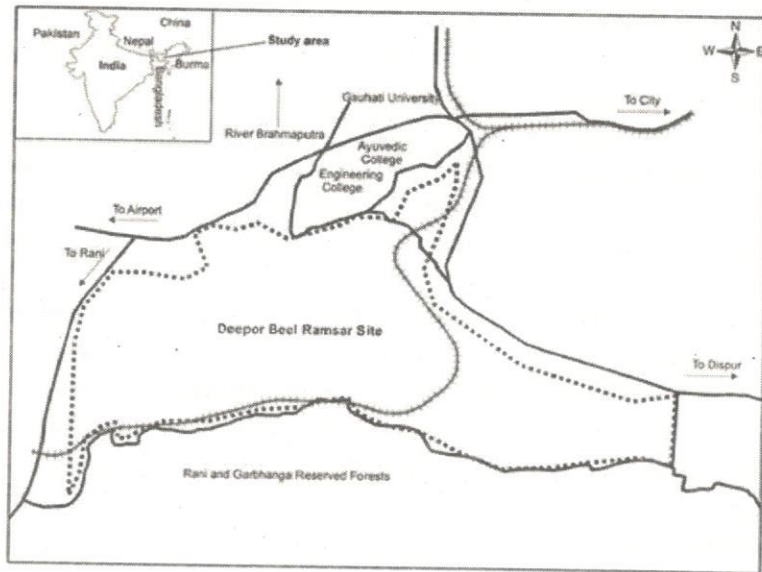 China
Pakistan
Nepal
Study area
India
Burma
Bangladesh
N
W
E
S
Gauhati University
To City
River Brahmaputra
Ayuvedic
College
Engineering
College
To Airport
To Rani
Deepor Beel Ramsar Site
To Dispur
Rani and Garbhanga Reserved Forests